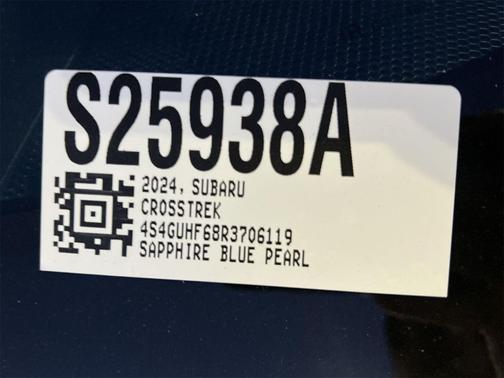 S25938A
2024, SUBARU
CROSSTREK
4S4GUHF68R3706119
SAPPHIRE BLUE PEARL